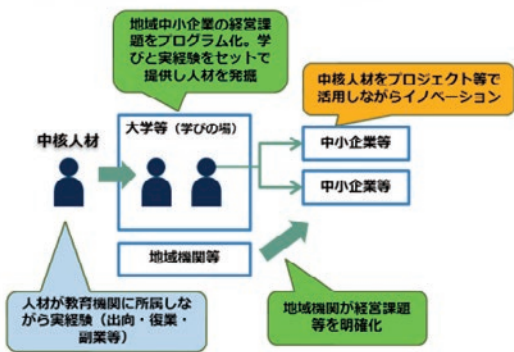 地域中小企業の経営課
題をプログラム化。学
びと実経験をセットで
提供し人材を発掘
中核人材をプロジェクト等で
活用しながらイノベーション
大学等（学びの場）
中核人材
中小企業等
中小企業等
地域機関等
人材が教育機関に所属しな
がら実経験（出向・復業・
副業等）
地域機関が経営課題
等を明確化